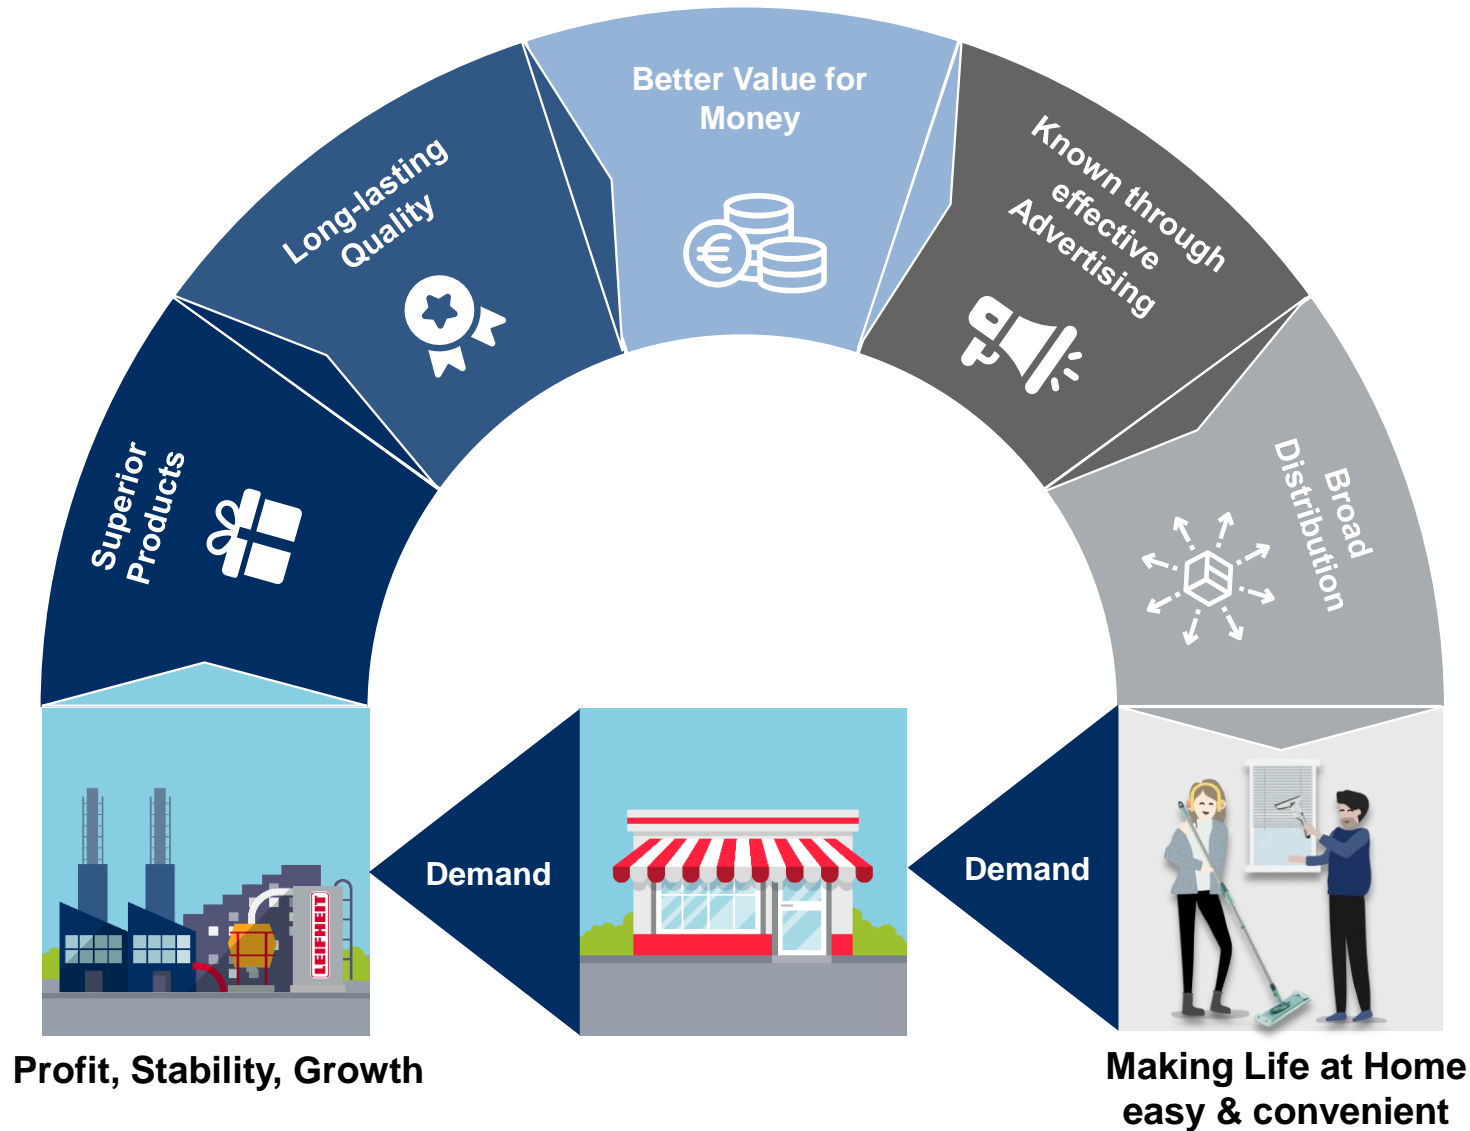 Better Value for
Money
Long-lasting
Quality
Known through
effective
Advertising
Superior
Products
Broad
Distribution
Demand
Demand
LEIFHEIT
Profit, Stability, Growth
Making Life at Home
easy & convenient